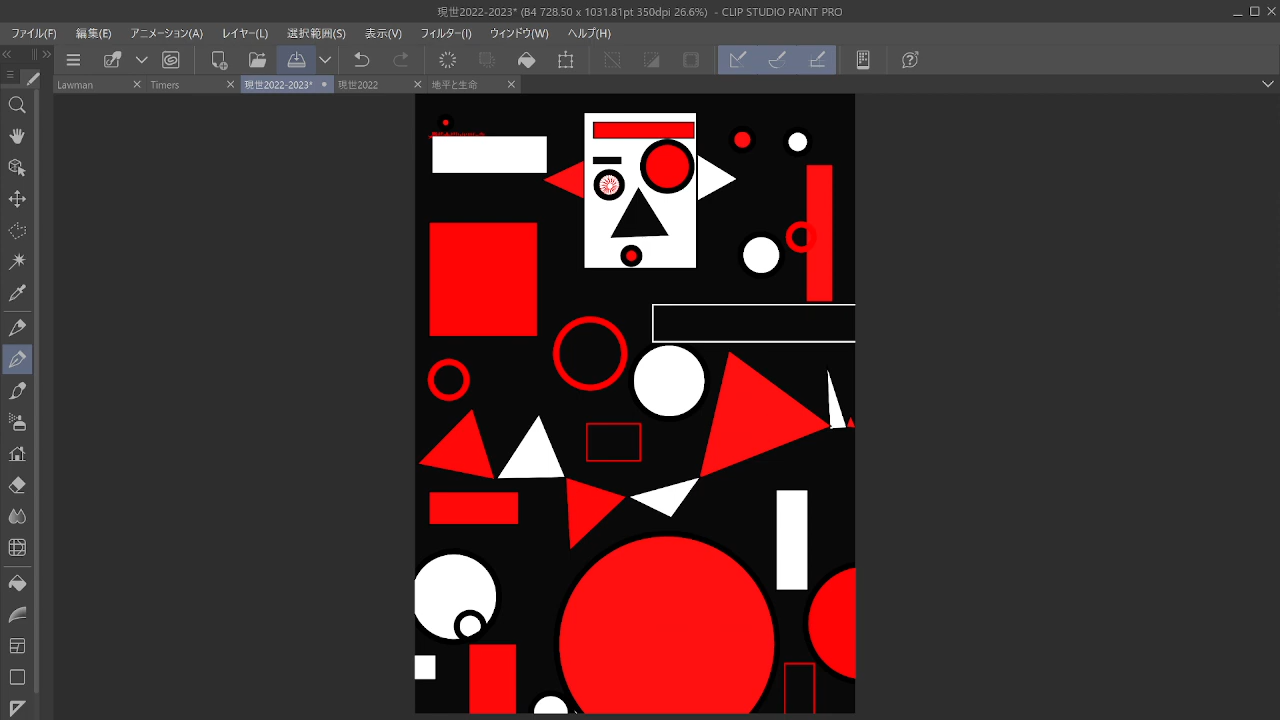 現世2022-2023* (B4 728.50 x 1031.81pt 350dpi 26.6%) - CLIP STUDIO PAINT PRO
ファイル(F) 編集(E) アニメーション(A) レイヤー(L) 選択範囲(S) 表示(V) フィルター(I) ウィンドウ(W) ヘルプ(H)
Lawman Timers 現世2022-2023* 現世2022 地平と生命